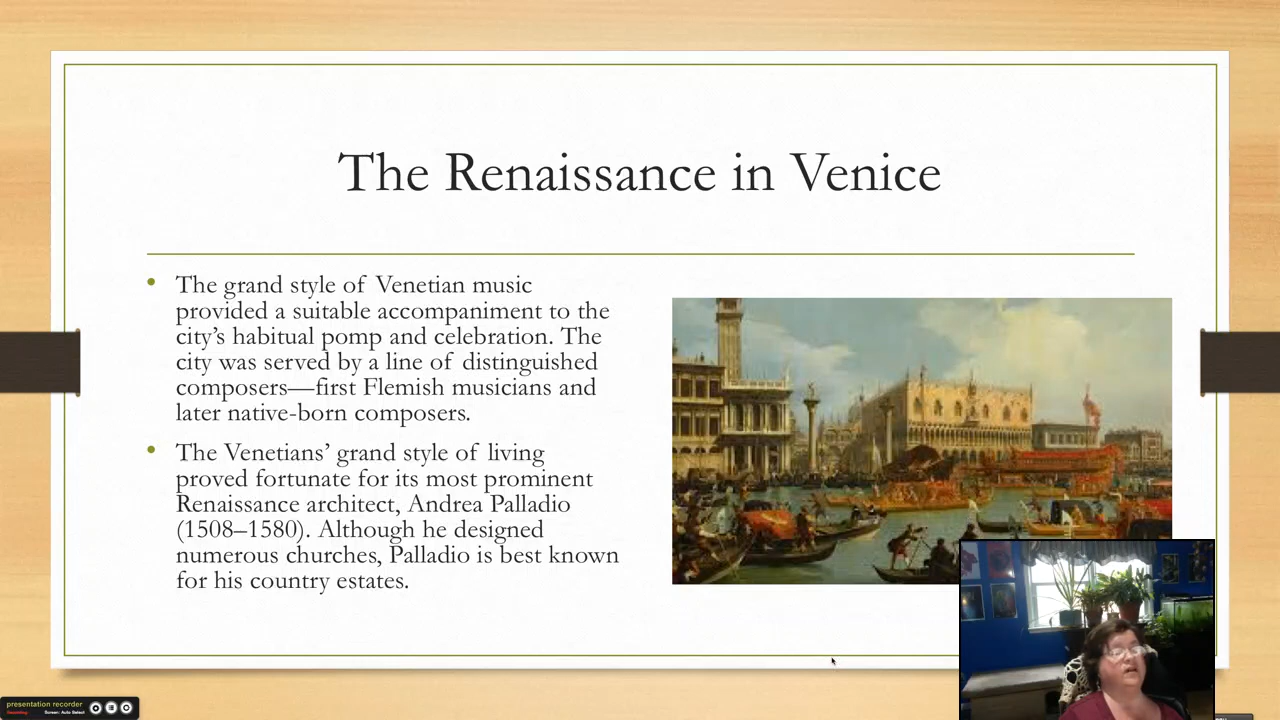 The Renaissance in Venice
• The grand style of Venetian music
provided a suitable accompaniment to the
city’s habitual pomp and celebration. The
city was served by a line of distinguished
composers—first Flemish musicians and
later native-born composers.
• The Venetians’ grand style of living
proved fortunate for its most prominent
Renaissance architect, Andrea Palladio
(1508–1580). Although he designed
numerous churches, Palladio is best known
for his country estates.
presentation recorder
Screen: Auto Select